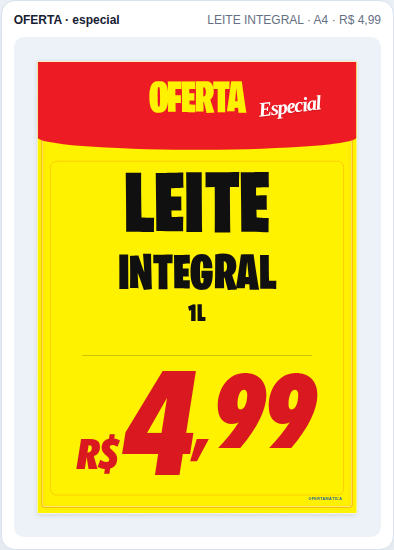 OFERTA · especial
LEITE INTEGRAL · A4 · R$ 4,99
OFERTA Especial
LEITE
INTEGRAL
1L
R$ 4,99
OFERTAMÁTICA